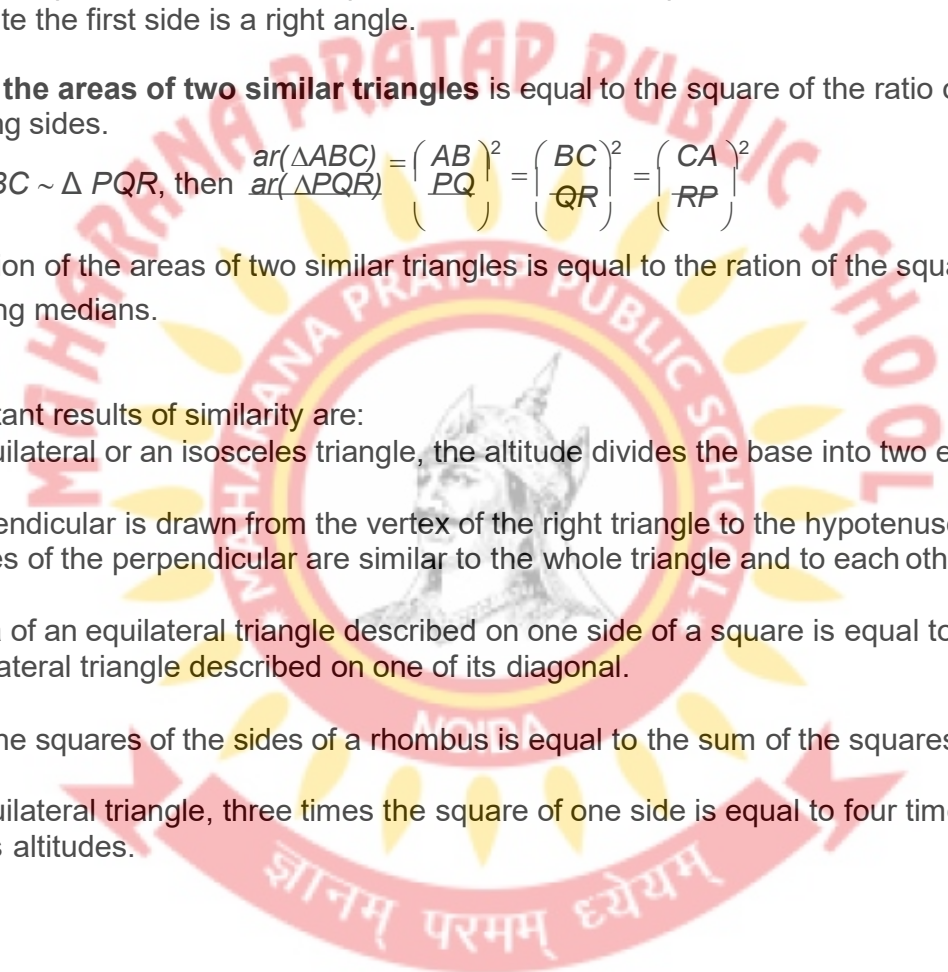 te the first side is a right angle.
the areas of two similar triangles is equal to the square of the ratio
ng sides.
BC ~ Δ PQR, then ar(ΔABC) / ar(ΔPQR) = (AB/PQ)² = (BC/QR)² = (CA/RP)²
ion of the areas of two similar triangles is equal to the ration of the squ
ng medians.
tant results of similarity are:
uilateral or an isosceles triangle, the altitude divides the base into two e
endicular is drawn from the vertex of the right triangle to the hypotenus
es of the perpendicular are similar to the whole triangle and to each oth
of an equilateral triangle described on one side of a square is equal to
ateral triangle described on one of its diagonal.
he squares of the sides of a rhombus is equal to the sum of the squares
uilateral triangle, three times the square of one side is equal to four tim
s altitudes.
MAHARANA PRATAP PUBLIC SCHOOL
MAHARANA PRATAP PUBLIC SCHOOL
NOIDA
ज्ञानम् परमम् ध्येयम्